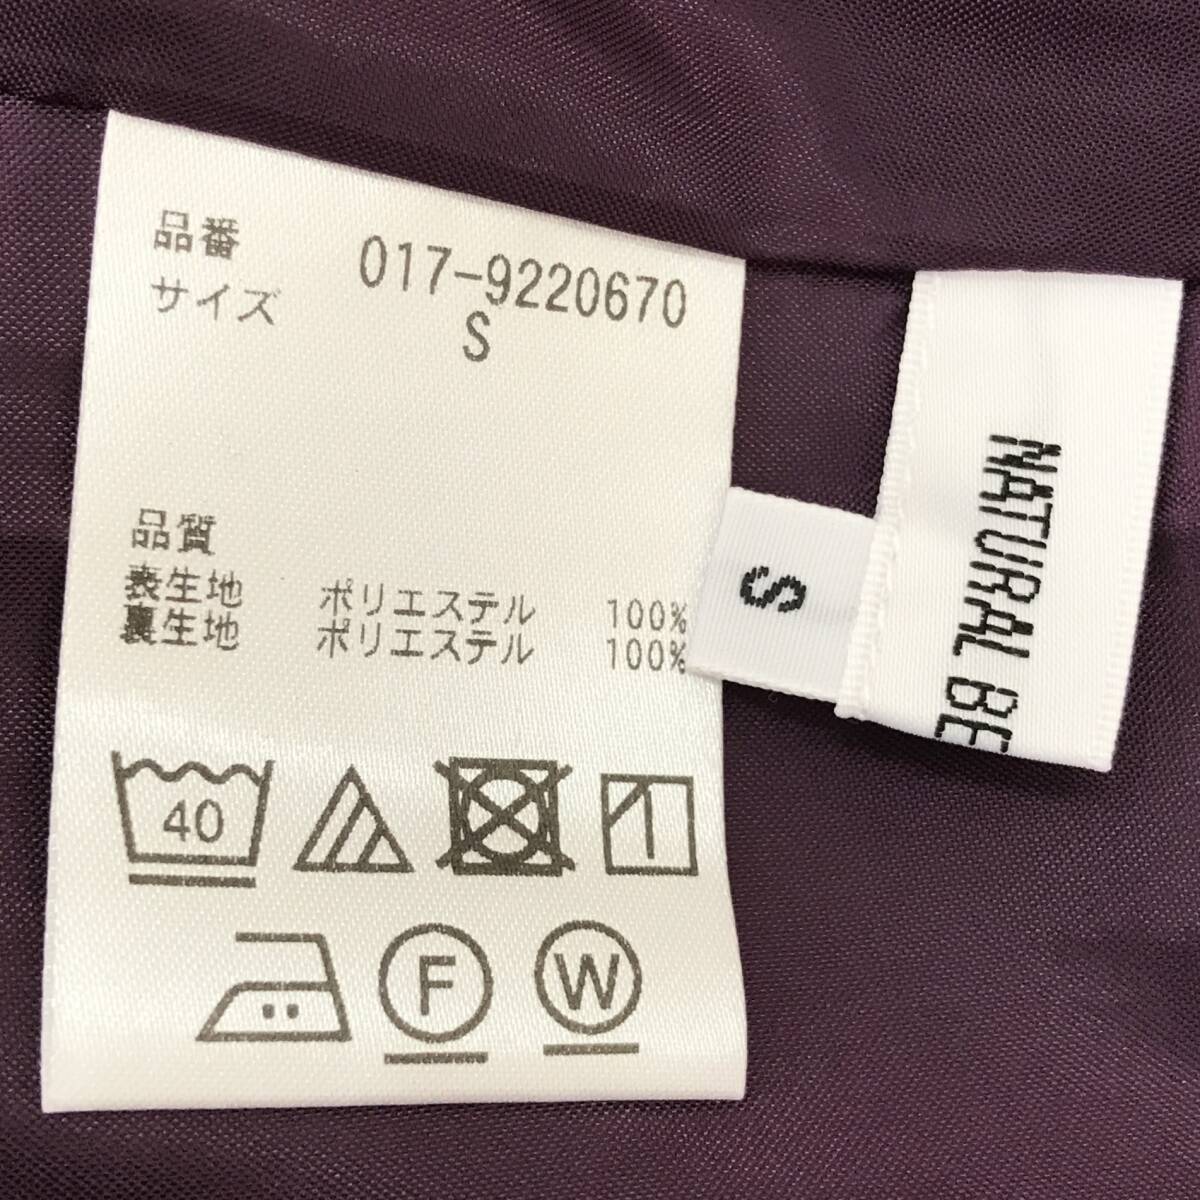 品番 017-9220670
サイズ S
品質
表生地 ポリエステル 100%
裏生地 ポリエステル 100%
40
F
W
S
NATURAL BE